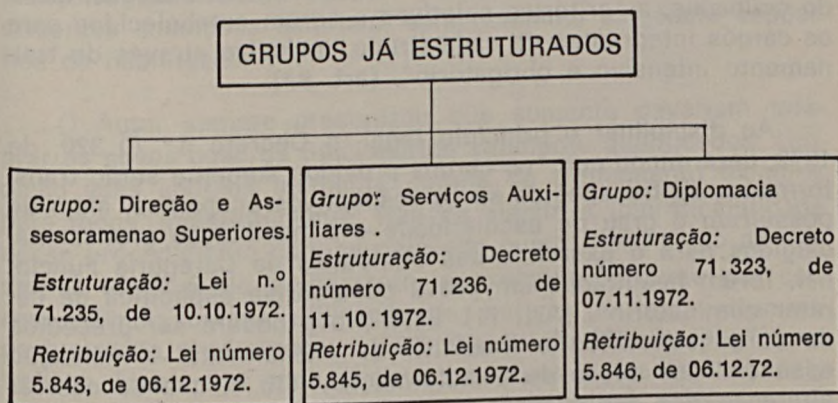 GRUPOS JÁ ESTRUTURADOS
Grupo: Direção e As-
sesoramenao Superiores.
Estruturação: Lei n.º
71.235, de 10.10.1972.
Retribuição: Lei número
5.843, de 06.12.1972.
Grupo: Serviços Auxi-
liares .
Estruturação: Decreto
número 71.236, de
11.10.1972.
Retribuição: Lei número
5.845, de 06.12.1972.
Grupo: Diplomacia
Estruturação: Decreto
número 71.323, de
07.11.1972.
Retribuição: Lei número
5.846, de 06.12.72.